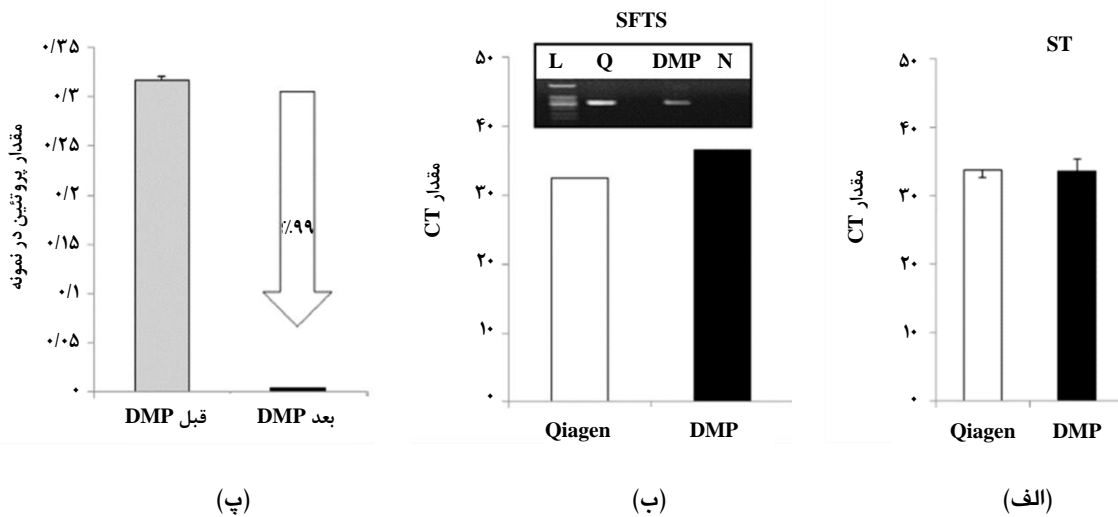 ST
۵۰
۴۰
۳۰
۲۰
۱۰
۰
مقدار CT
Qiagen DMP
(الف)
SFTS
L Q DMP N
۵۰
۴۰
۳۰
۲۰
۱۰
۰
مقدار CT
Qiagen DMP
(ب)
۰/۳۵
۰/۳
۰/۲۵
۰/۲
۰/۱۵
۰/۱
۰/۰۵
۰
مقدار پروتئین در نمونه
٪۹۹
قبل DMP بعد DMP
(پ)